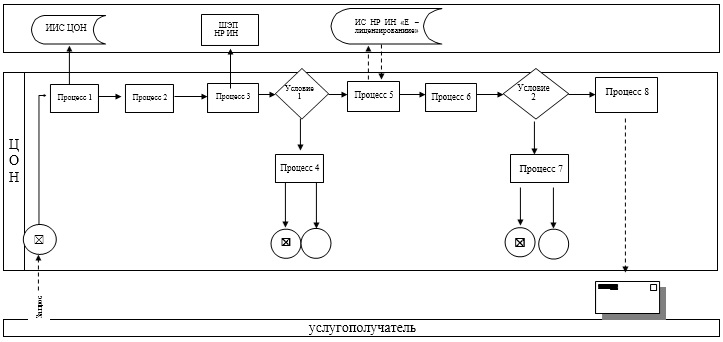 ИИС ЦОН
ШЭП
НР ИН
ИС НР ИН «Е –
лицензирование»
Процесс 1
Процесс 2
Процесс 3
Условие
1
Процесс 5
Процесс 6
Условие
2
Процесс 8
Ц
О
Н
Процесс 4
Процесс 7
Запрос
услугополучатель